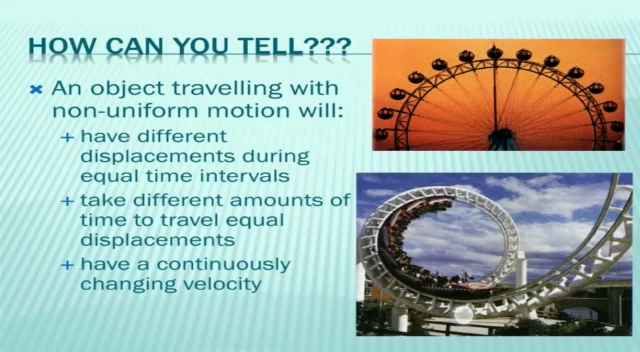 HOW CAN YOU TELL???
An object travelling with
non-uniform motion will:
have different
displacements during
equal time intervals
take different amounts of
time to travel equal
displacements
have a continuously
changing velocity